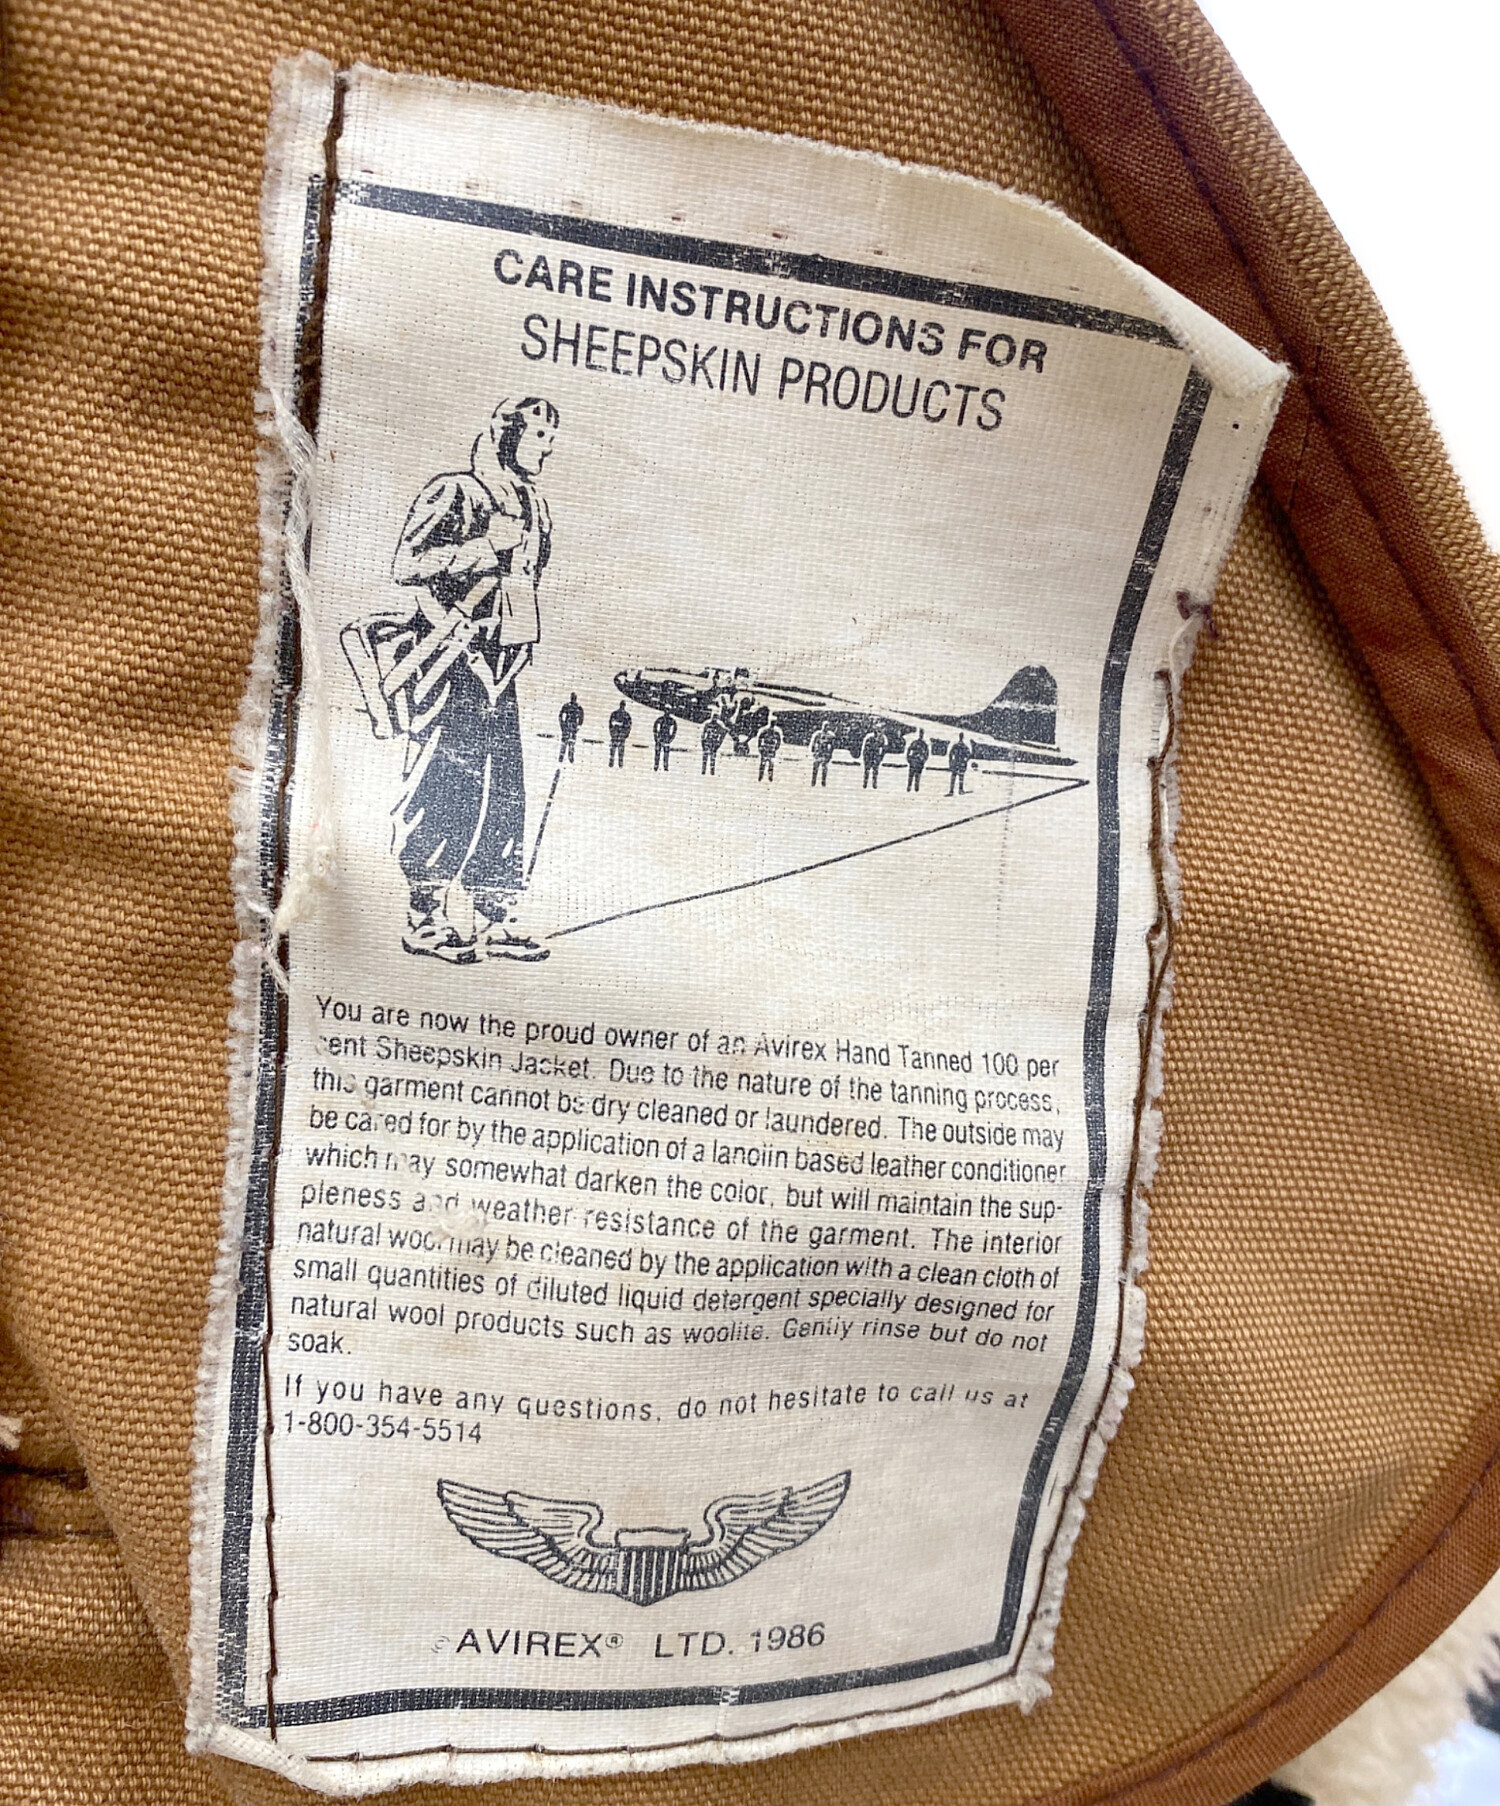 CARE INSTRUCTIONS FOR
SHEEPSKIN PRODUCTS
You are now the proud owner of an Avirex Hand Tanned 100 per
cent Sheepskin Jacket. Due to the nature of the tanning process,
this garment cannot be dry cleaned or laundered. The outside may
be cared for by the application of a lanolin based leather conditioner
which may somewhat darken the color, but will maintain the sup-
pleness and weather resistance of the garment. The interior
natural wool may be cleaned by the application with a clean cloth of
small quantities of diluted liquid detergent specially designed for
natural wool products such as woolite. Gently rinse but do not
soak.
If you have any questions, do not hesitate to call us at
1-800-354-5514
© AVIREX® LTD. 1986